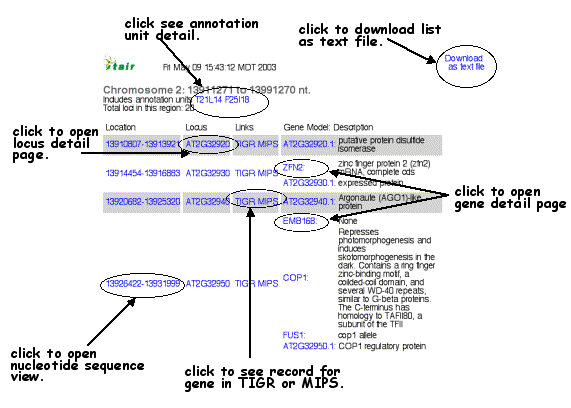 click see annotation
unit detail.
click to download list
as text file.
tair
Fri May 09 15:43:12 MDT 2003
Download
as text file
Chromosome 2: 13911271 to 13991270 nt.
Includes annotation units T21L14 F25I18
Total loci in this region: 20
click to open
locus detail
page.
Location Locus Links Gene Model: Description
13910807-1391392 AT2G32920 TIGR MIPS AT2G32920.1: putative protein disulfide
isomerase
ZFN2: zinc finger protein 2 (zfn2)
mRNA, complete cds
13914454-13916883 AT2G32930 TIGR MIPS
AT2G32930.1: expressed protein
click to open
gene detail page
13920682-13925320 AT2G32940 TIGR MIPS AT2G32940.1: Argonaute (AGO1)-like
protein
EMB168: None
Represses
photomorphogenesis and
induces
skotomorphogenesis in the
dark. Contains a ring finger
zinc-binding motif, a
coiled-coil domain, and
several WD-40 repeats,
similar to G-beta proteins.
The C-terminus has
homology to TAFII80, a
subunit of the TFII
COP1:
13926422-13931999 AT2G32950 TIGR MIPS
FUS1: cop1 allele
AT2G32950.1: COP1 regulatory protein
click to open
nucleotide sequence
view.
click to see record for
gene in TIGR or MIPS.